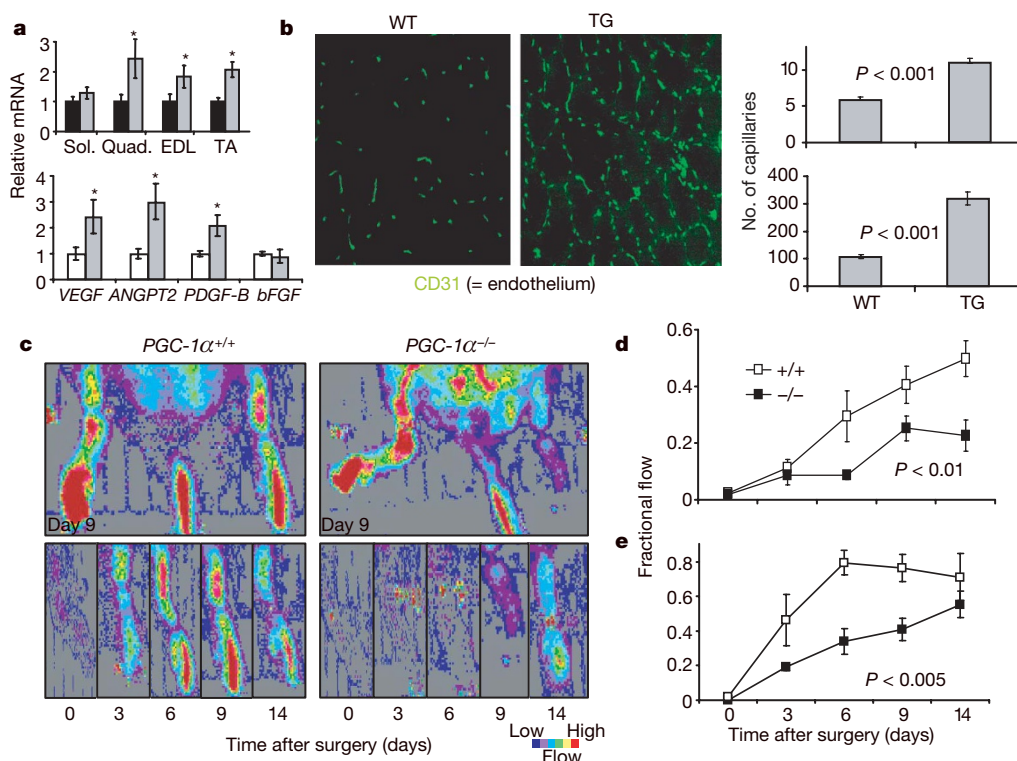 a
Relative mRNA
3
2
1
0
Sol. Quad. EDL TA
* * *
4
3
2
1
0
VEGF ANGPT2 PDGF-B bFGF
* * *
b
WT TG
CD31 (= endothelium)
No. of capillaries
10
5
0
P < 0.001
400
300
200
100
0
P < 0.001
WT TG
c
PGC-1α+/+ PGC-1α−/−
Day 9 Day 9
0 3 6 9 14 0 3 6 9 14
Time after surgery (days)
Low High
Flow
d
Fractional flow
0.6
0.4
0.2
0
+/+
−/−
P < 0.01
e
0.8
0.6
0.4
0.2
0
P < 0.005
0 3 6 9 14
Time after surgery (days)